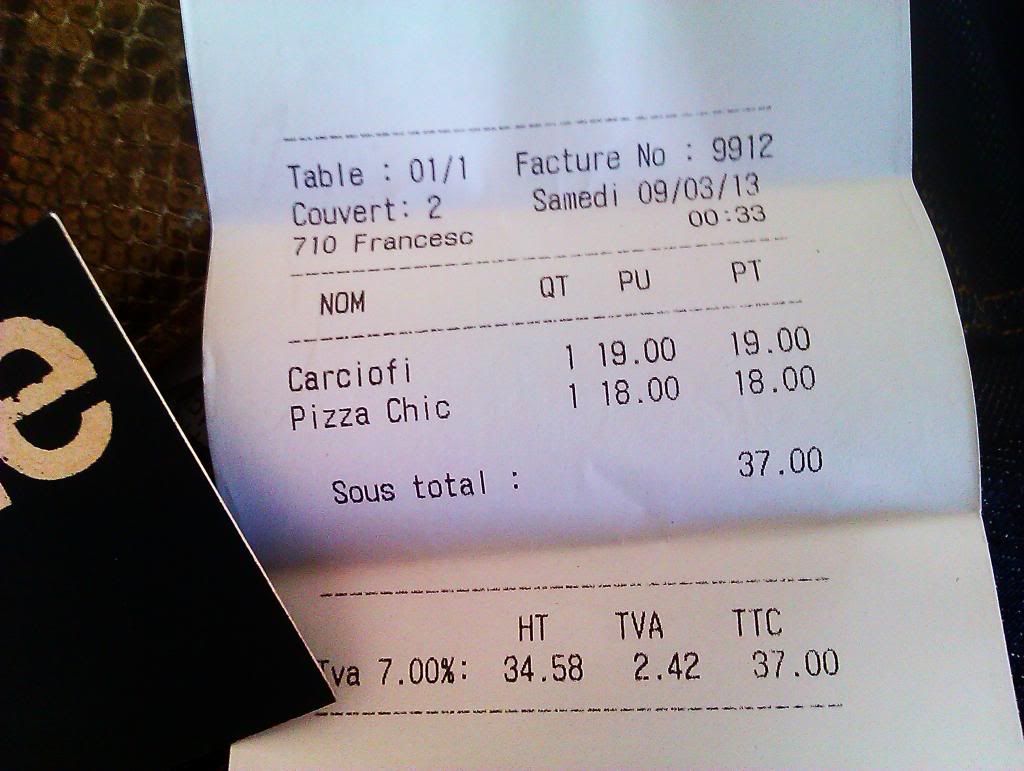 Table : 01/1 Facture No : 9912
Couvert: 2 Samedi 09/03/13
710 Francesc 00:33
NOM QT PU PT
Carciofi 1 19.00 19.00
Pizza Chic 1 18.00 18.00
Sous total : 37.00
HT TVA TTC
Tva 7.00%: 34.58 2.42 37.00
e